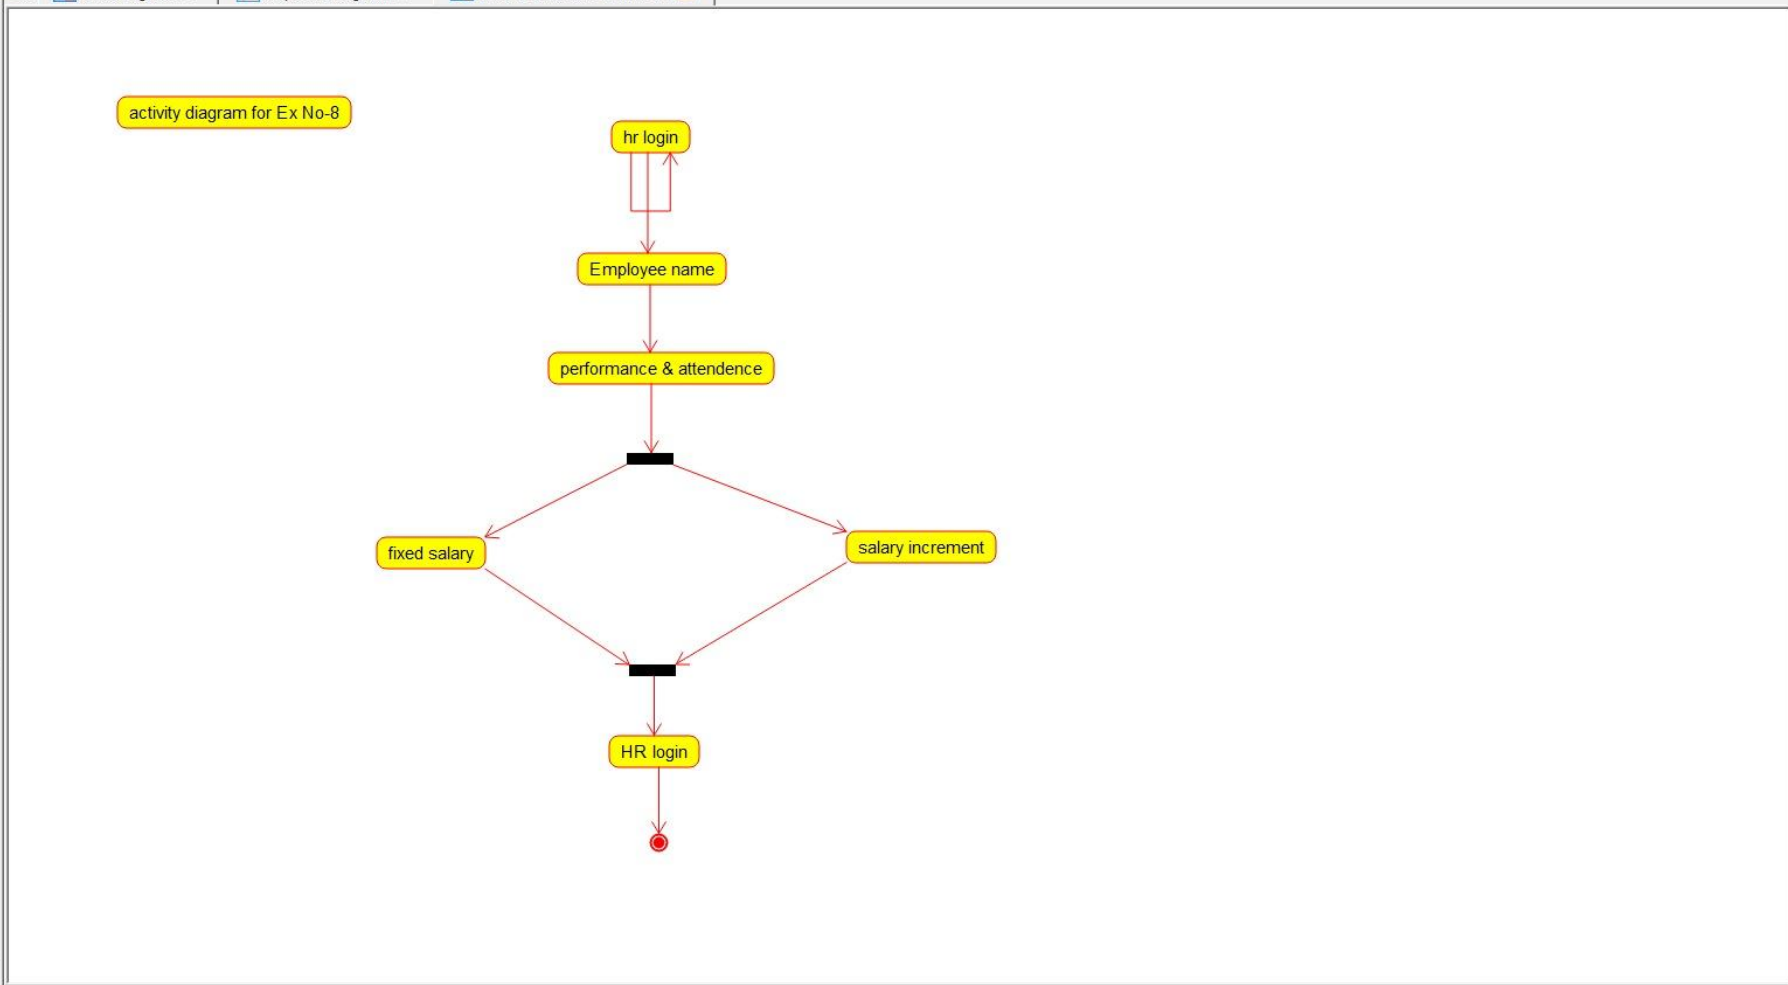 activity diagram for Ex No-8
hr login
Employee name
performance & attendence
fixed salary
salary increment
HR login